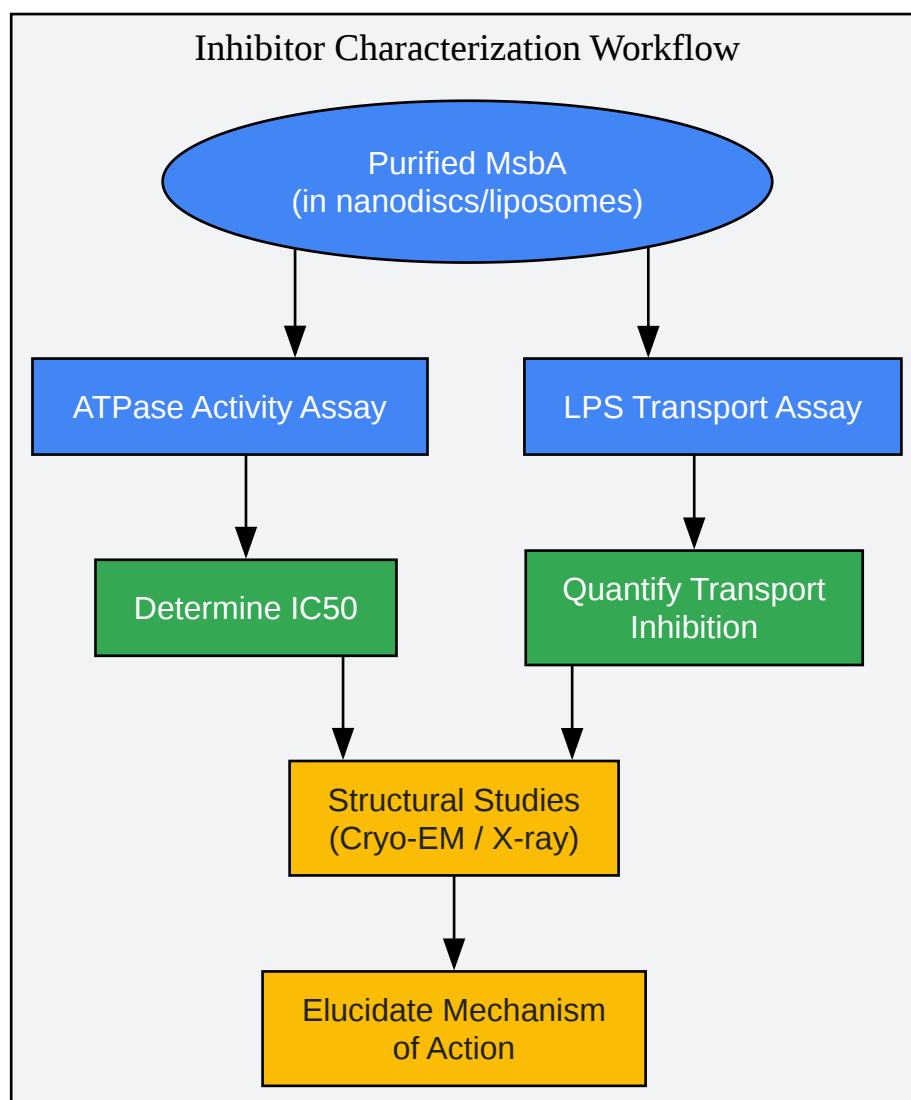 Inhibitor Characterization Workflow
Purified MsbA
(in nanodiscs/liposomes)
ATPase Activity Assay
LPS Transport Assay
Determine IC50
Quantify Transport
Inhibition
Structural Studies
(Cryo-EM / X-ray)
Elucidate Mechanism
of Action